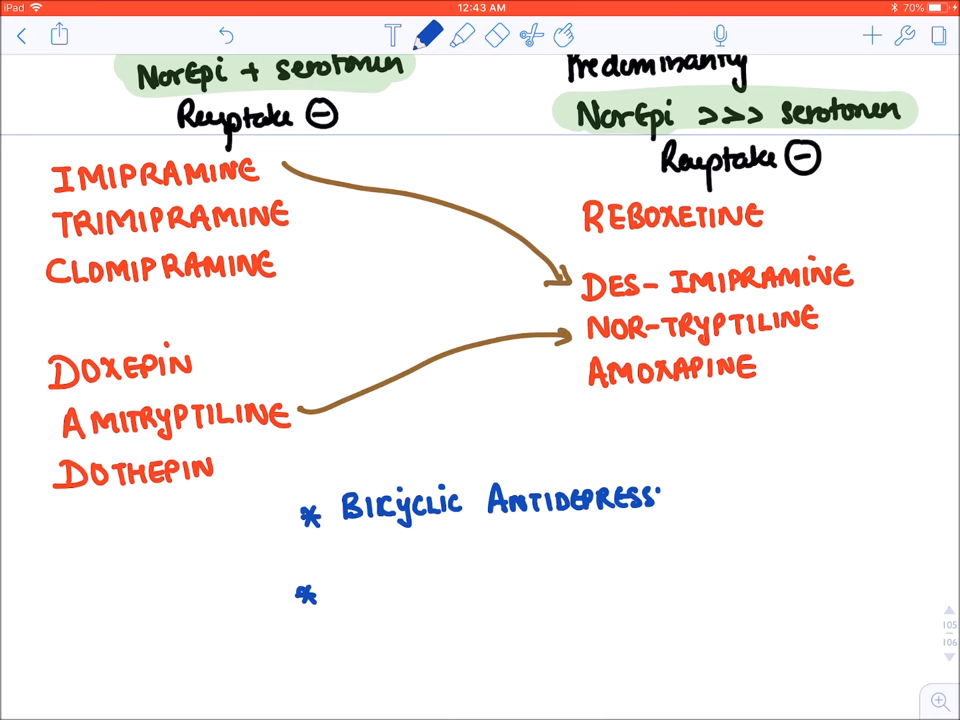 iPad 12:43 AM 70%
T
NorEpi + serotonin
Reuptake ⊖
Predominantly
NorEpi >>> serotonin
Reuptake ⊖
IMIPRAMINE
TRIMIPRAMINE
CLOMIPRAMINE
DOXEPIN
AMITRYPTILINE
DOTHEPIN
REBOXETINE
DES- IMIPRAMINE
NOR-TRYPTILINE
AMOXAPINE
* BICYCLIC ANTIDEPRESS·
*
105
106